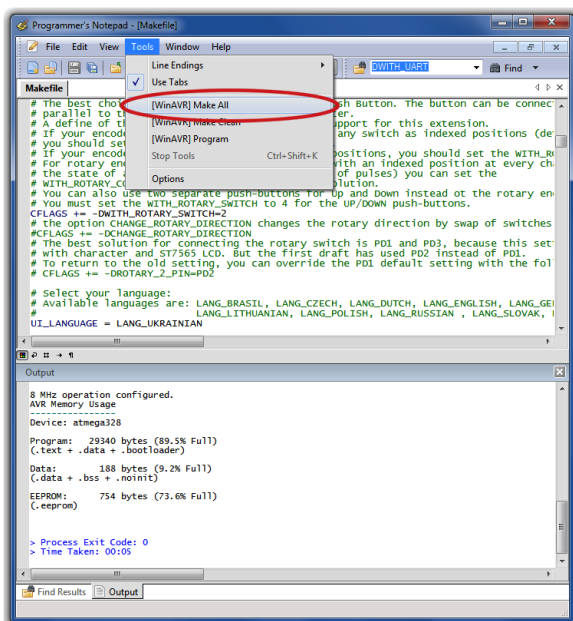 Programmer's Notepad - [Makefile]
File Edit View Tools Window Help
DWITH_UART Find
Line Endings
Use Tabs
[WinAVR] Make All
[WinAVR] Make Clean
[WinAVR] Program
Stop Tools Ctrl+Shift+K
Options
Makefile
# The best choi sh Button. The button can be connec
# parallel to th er.
# A define of th upport for this extension.
# If your encode any switch as indexed positions (de
# you should set
# If your encode positions, you should set the WITH_RO
# For rotary en with an indexed position at every cha
# the state of a of pulses) you can set the
# WITH_ROTARY_CO olution.
# You can also use two separate push-buttons for Up and Down instead ot the rotary en
# You must set the WITH_ROTARY_SWITCH to 4 for the UP/DOWN push-buttons.
CFLAGS += -DWITH_ROTARY_SWITCH=2
# the option CHANGE_ROTARY_DIRECTION changes the rotary direction by swap of switches
#CFLAGS += -DCHANGE_ROTARY_DIRECTION
# The best solution for connecting the rotary switch is PD1 and PD3, because this set
# with character and ST7565 LCD. But the first draft has used PD2 instead of PD1.
# To return to the old setting, you can override the PD1 default setting with the fol
# CFLAGS += -DROTARY_2_PIN=PD2
# Select your language:
# Available languages are: LANG_BRASIL, LANG_CZECH, LANG_DUTCH, LANG_ENGLISH, LANG_GE
# LANG_LITHUANIAN, LANG_POLISH, LANG_RUSSIAN , LANG_SLOVAK,
UI_LANGUAGE = LANG_UKRAINIAN
Output
8 MHz operation configured.
AVR Memory Usage
----------------
Device: atmega328
Program: 29340 bytes (89.5% Full)
(.text + .data + .bootloader)
Data: 188 bytes (9.2% Full)
(.data + .bss + .noinit)
EEPROM: 754 bytes (73.6% Full)
(.eeprom)
> Process Exit Code: 0
> Time Taken: 00:05
Find Results Output